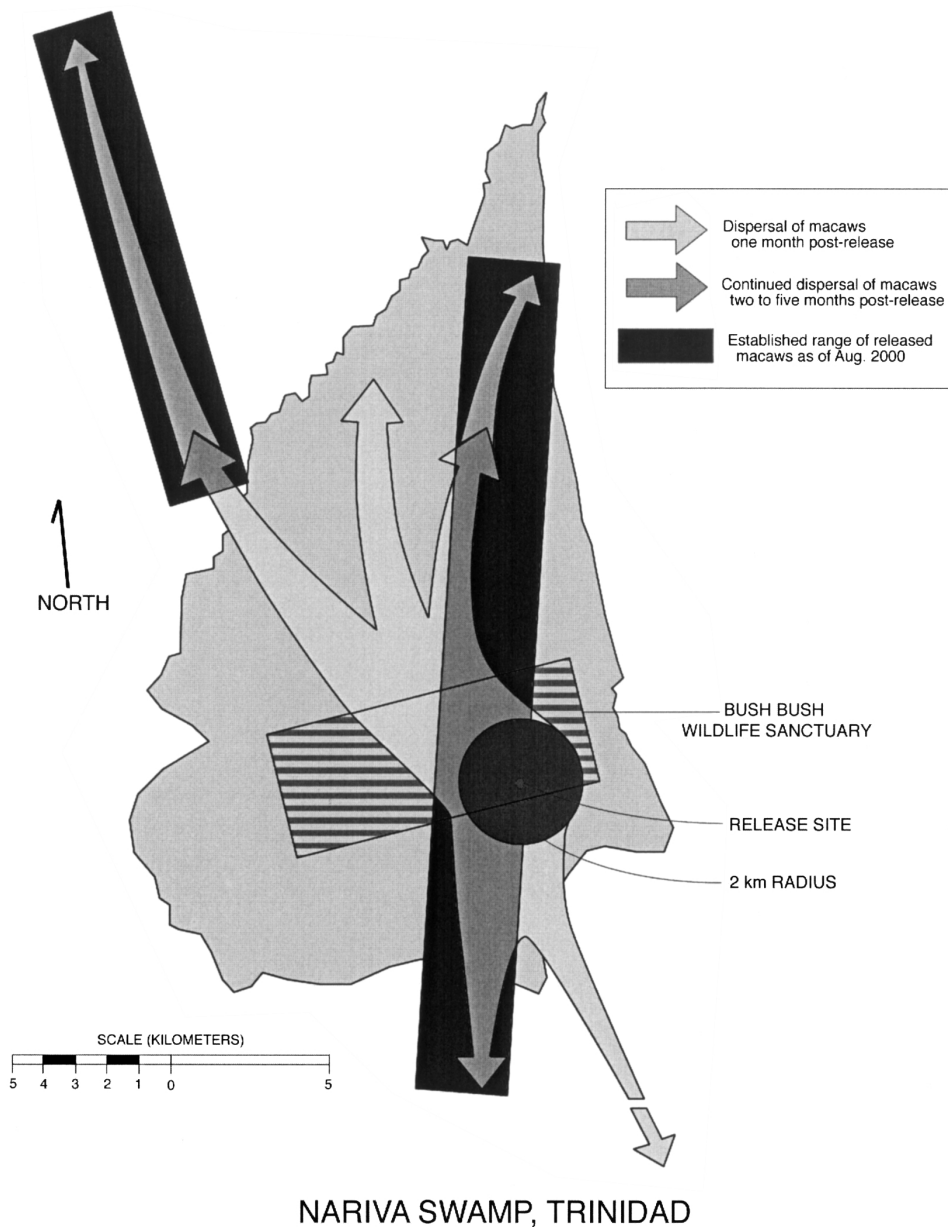 Dispersal of macaws
one month post-release
Continued dispersal of macaws
two to five months post-release
Established range of released
macaws as of Aug. 2000
NORTH
BUSH BUSH
WILDLIFE SANCTUARY
RELEASE SITE
2 km RADIUS
SCALE (KILOMETERS)
5 4 3 2 1 0 5
NARIVA SWAMP, TRINIDAD